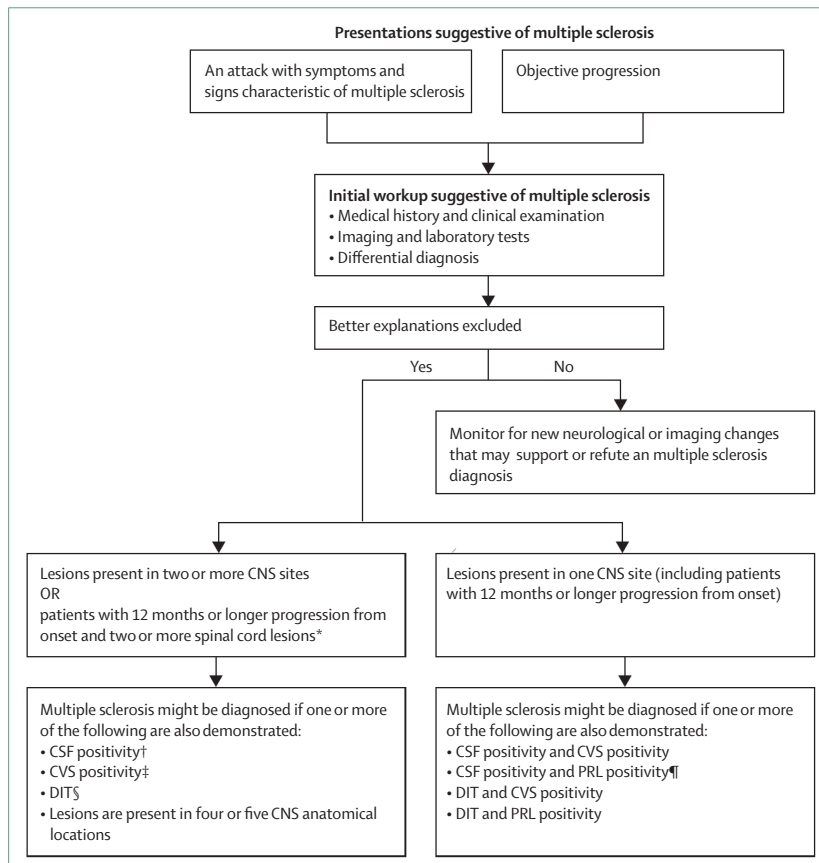 Presentations suggestive of multiple sclerosis
An attack with symptoms and
signs characteristic of multiple sclerosis
Objective progression
Initial workup suggestive of multiple sclerosis
• Medical history and clinical examination
• Imaging and laboratory tests
• Differential diagnosis
Better explanations excluded
Yes
No
Monitor for new neurological or imaging changes
that may support or refute an multiple sclerosis
diagnosis
Lesions present in two or more CNS sites
OR
patients with 12 months or longer progression from
onset and two or more spinal cord lesions*
Lesions present in one CNS site (including patients
with 12 months or longer progression from onset)
Multiple sclerosis might be diagnosed if one or more
of the following are also demonstrated:
• CSF positivity†
• CVS positivity‡
• DIT§
• Lesions are present in four or five CNS anatomical
locations
Multiple sclerosis might be diagnosed if one or more
of the following are also demonstrated:
• CSF positivity and CVS positivity
• CSF positivity and PRL positivity¶
• DIT and CVS positivity
• DIT and PRL positivity